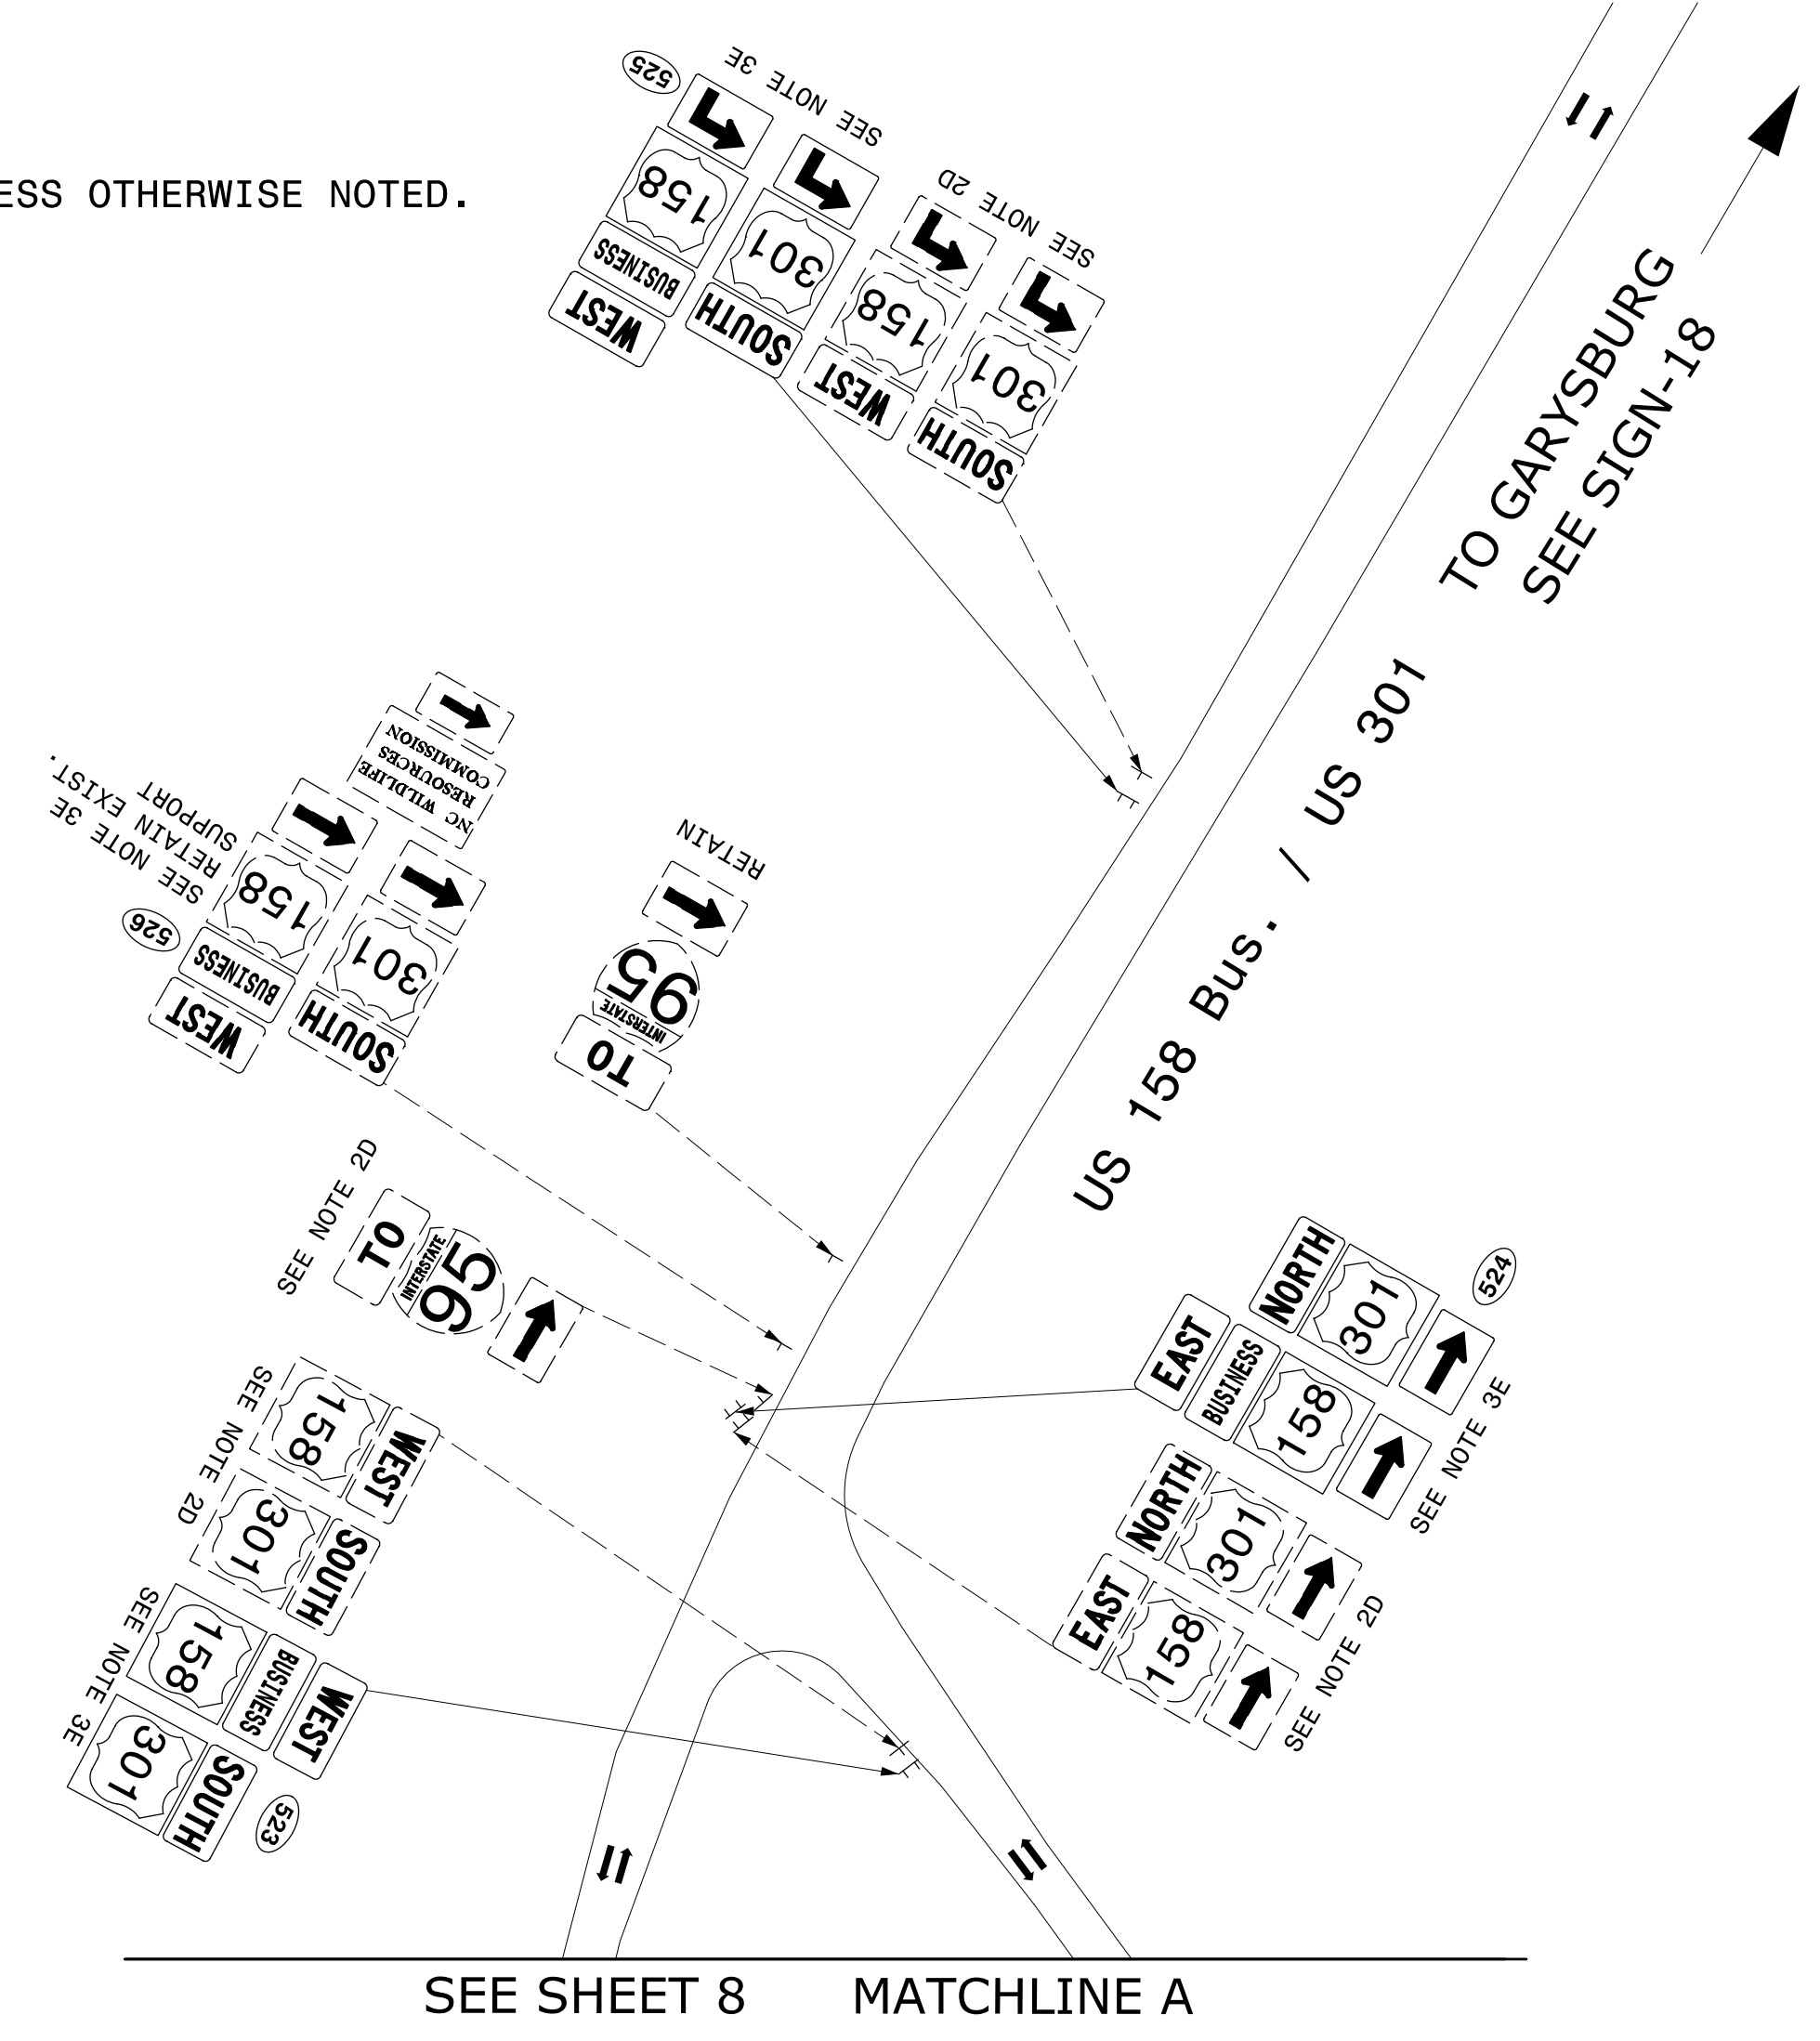 ESS OTHERWISE NOTED.
525
SEE NOTE 3E
WEST
BUSINESS
158
SOUTH
301
SEE NOTE 2D
WEST
158
SOUTH
301
TO GARYSBURG
SEE SIGN-18
US 158 Bus. / US 301
NC WILDLIFE
RESOURCES
COMMISSION
SEE NOTE 3E
RETAIN EXIST.
SUPPORT
526
WEST
BUSINESS
158
SOUTH
301
RETAIN
TO
INTERSTATE
95
SEE NOTE 2D
TO
INTERSTATE
95
SEE NOTE 2D
WEST
158
SOUTH
301
SEE NOTE 3E
WEST
BUSINESS
158
SOUTH
301
523
524
NORTH
301
EAST
BUSINESS
158
SEE NOTE 3E
NORTH
301
EAST
158
SEE NOTE 2D
SEE SHEET 8 MATCHLINE A